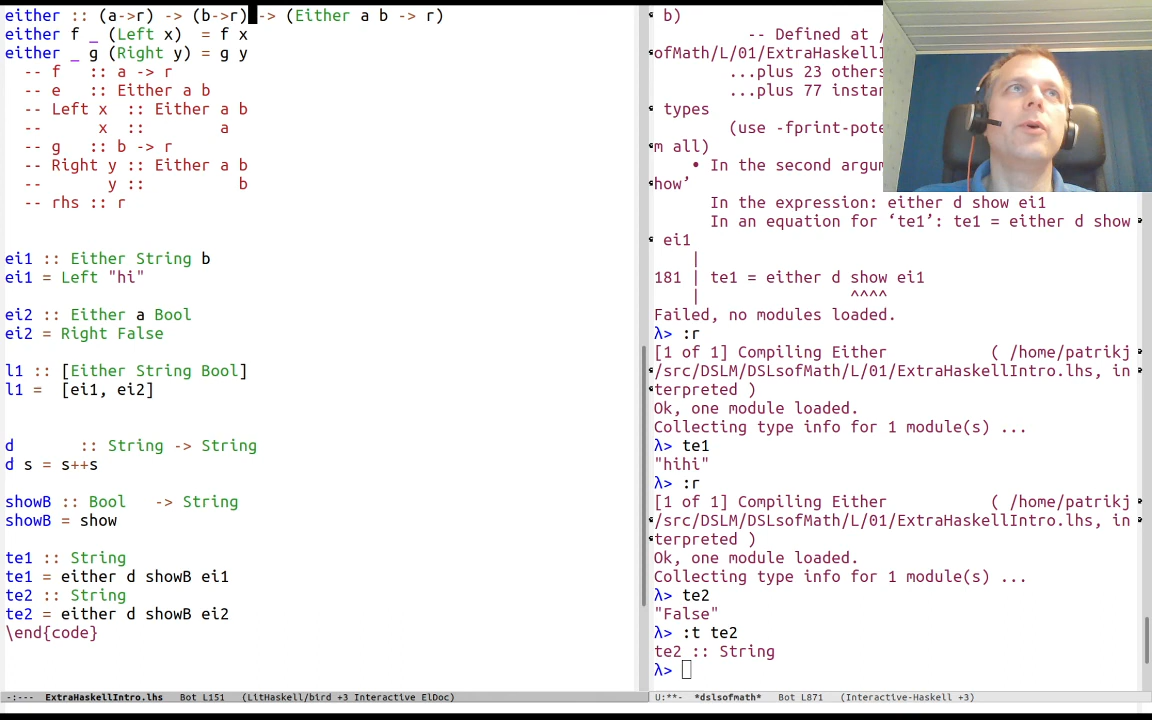 either :: (a->r) -> (b->r) -> (Either a b -> r)
either f _ (Left x)  = f x
either _ g (Right y) = g y
  -- f   :: a -> r
  -- e   :: Either a b
  -- Left x  :: Either a b
  --      x  ::        a
  -- g   :: b -> r
  -- Right y :: Either a b
  --       y ::          b
  -- rhs :: r
ei1 :: Either String b
ei1 = Left "hi"
ei2 :: Either a Bool
ei2 = Right False
l1 :: [Either String Bool]
l1 =  [ei1, ei2]
d       :: String -> String
d s = s++s
showB :: Bool   -> String
showB = show
te1 :: String
te1 = either d showB ei1
te2 :: String
te2 = either d showB ei2
\end{code}
-:---  ExtraHaskellIntro.lhs   Bot L151   (LitHaskell/bird +3 Interactive ElDoc)
b)
-- Defined at /
ofMath/L/01/ExtraHaskellI
...plus 23 others
...plus 77 instan
types
(use -fprint-pote
m all)
• In the second argu
how’
In the expression: either d show ei1
In an equation for ‘te1’: te1 = either d show
ei1
|
181 | te1 = either d show ei1
|                ^^^^
Failed, no modules loaded.
λ> :r
[1 of 1] Compiling Either           ( /home/patrikj
/src/DSLM/DSLsofMath/L/01/ExtraHaskellIntro.lhs, in
terpreted )
Ok, one module loaded.
Collecting type info for 1 module(s) ...
λ> te1
"hihi"
λ> :r
[1 of 1] Compiling Either           ( /home/patrikj
/src/DSLM/DSLsofMath/L/01/ExtraHaskellIntro.lhs, in
terpreted )
Ok, one module loaded.
Collecting type info for 1 module(s) ...
λ> te2
"False"
λ> :t te2
te2 :: String
λ>
U:**-  *dslsofmath*   Bot L871   (Interactive-Haskell +3)